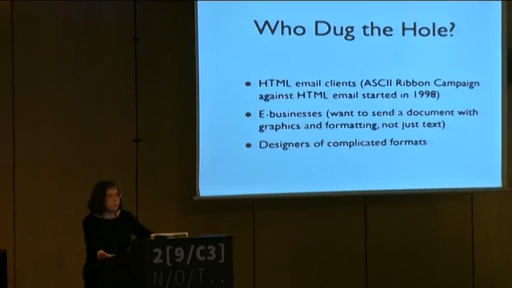 Who Dug the Hole?
• HTML email clients (ASCII Ribbon Campaign
against HTML email started in 1998)
• E-businesses (want to send a document with
graphics and formatting, not just text)
• Designers of complicated formats
2[9/C3]
N/O/T..